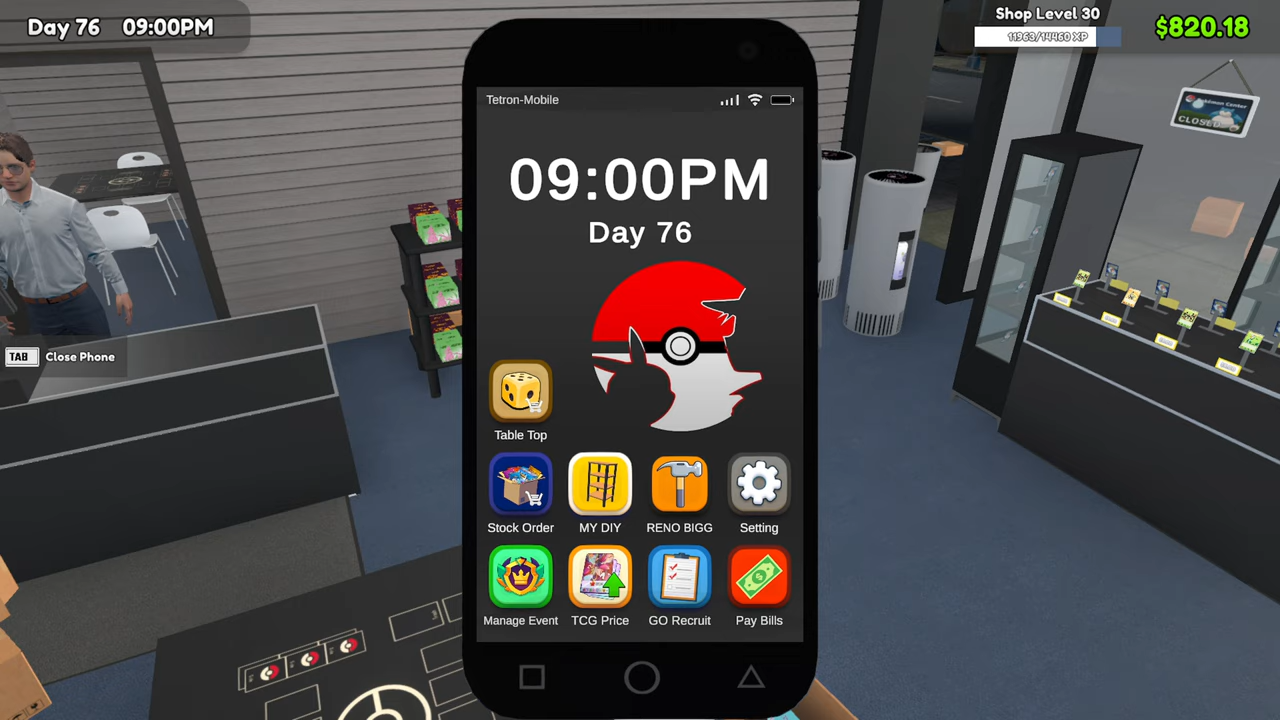 Day 76 09:00PM
Shop Level 30
11963/14460 XP
$820.18
Tetron-Mobile
09:00PM
Day 76
Pokémon Center
CLOSED
TAB Close Phone
Table Top
Stock Order MY DIY RENO BIGG Setting
Manage Event TCG Price GO Recruit Pay Bills